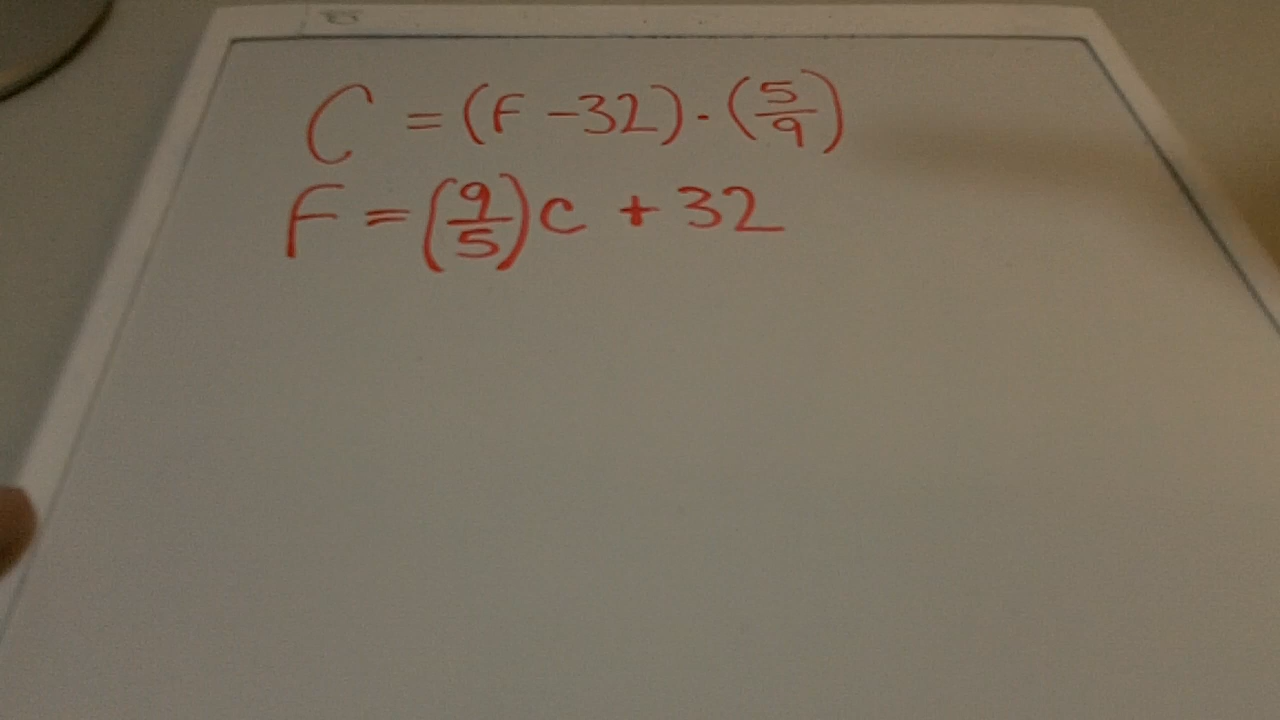 C = (F - 32) · (5/9)
F = (9/5)C + 32